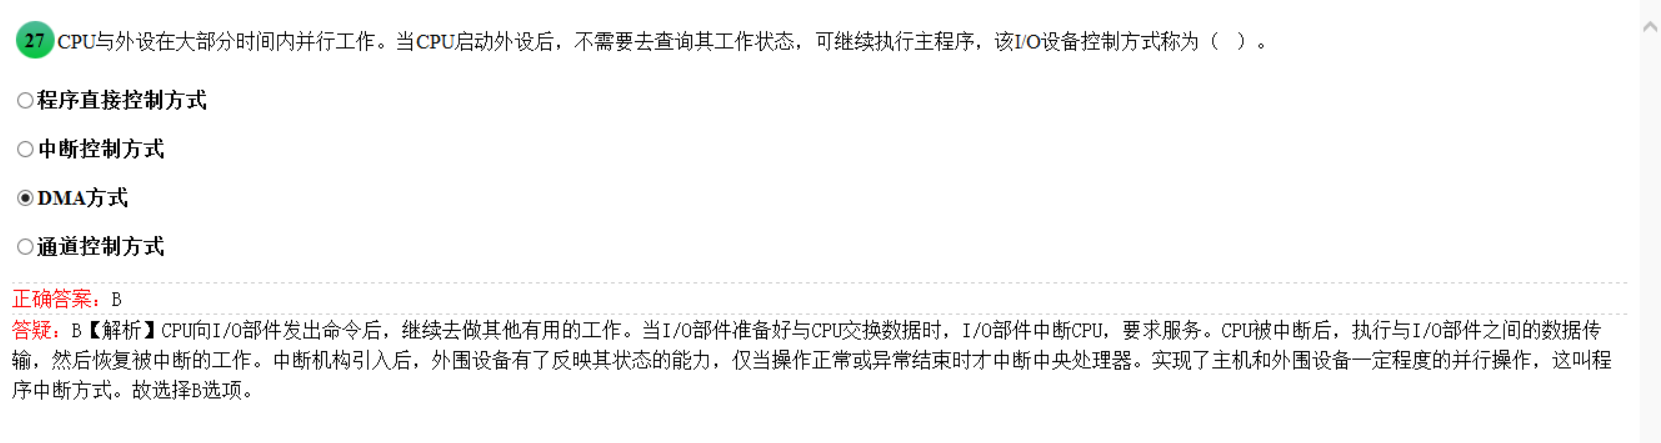 27 CPU与外设在大部分时间内并行工作。当CPU启动外设后，不需要去查询其工作状态，可继续执行主程序，该I/O设备控制方式称为（ ）。
程序直接控制方式
中断控制方式
DMA方式
通道控制方式
正确答案：B
答疑：B【解析】CPU向I/O部件发出命令后，继续去做其他有用的工作。当I/O部件准备好与CPU交换数据时，I/O部件中断CPU，要求服务。CPU被中断后，执行与I/O部件之间的数据传
输，然后恢复被中断的工作。中断机构引入后，外围设备有了反映其状态的能力，仅当操作正常或异常结束时才中断中央处理器。实现了主机和外围设备一定程度的并行操作，这叫程
序中断方式。故选择B选项。